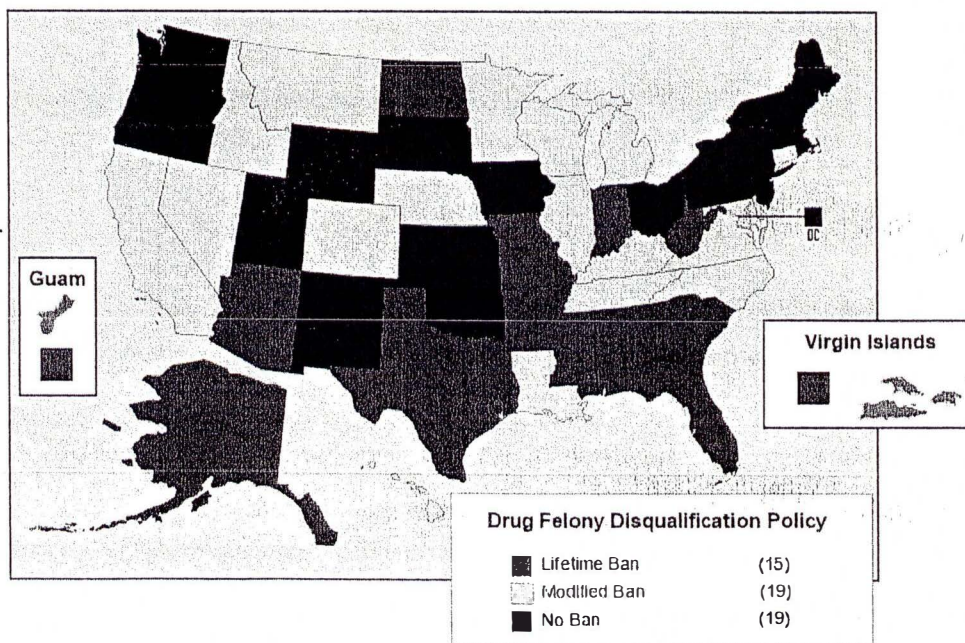 DC
Guam
Virgin Islands
Drug Felony Disqualification Policy
Lifetime Ban (15)
Modified Ban (19)
No Ban (19)